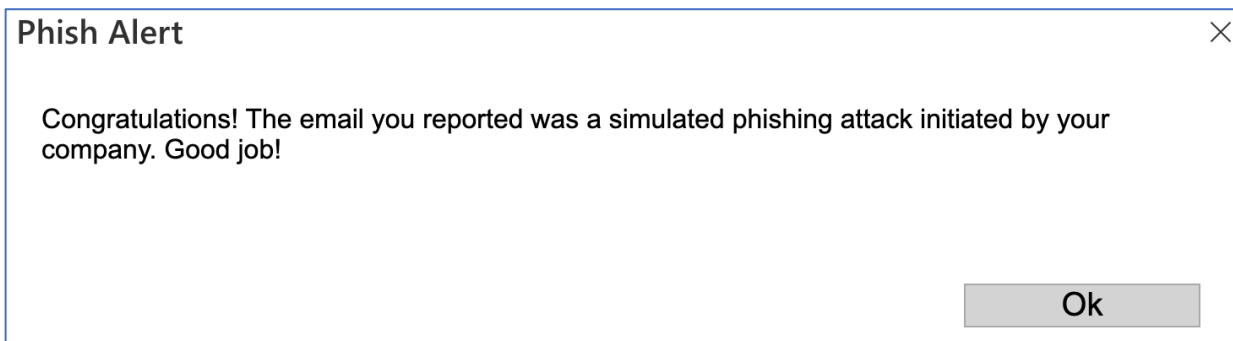 Phish Alert
Congratulations! The email you reported was a simulated phishing attack initiated by your
company. Good job!
Ok